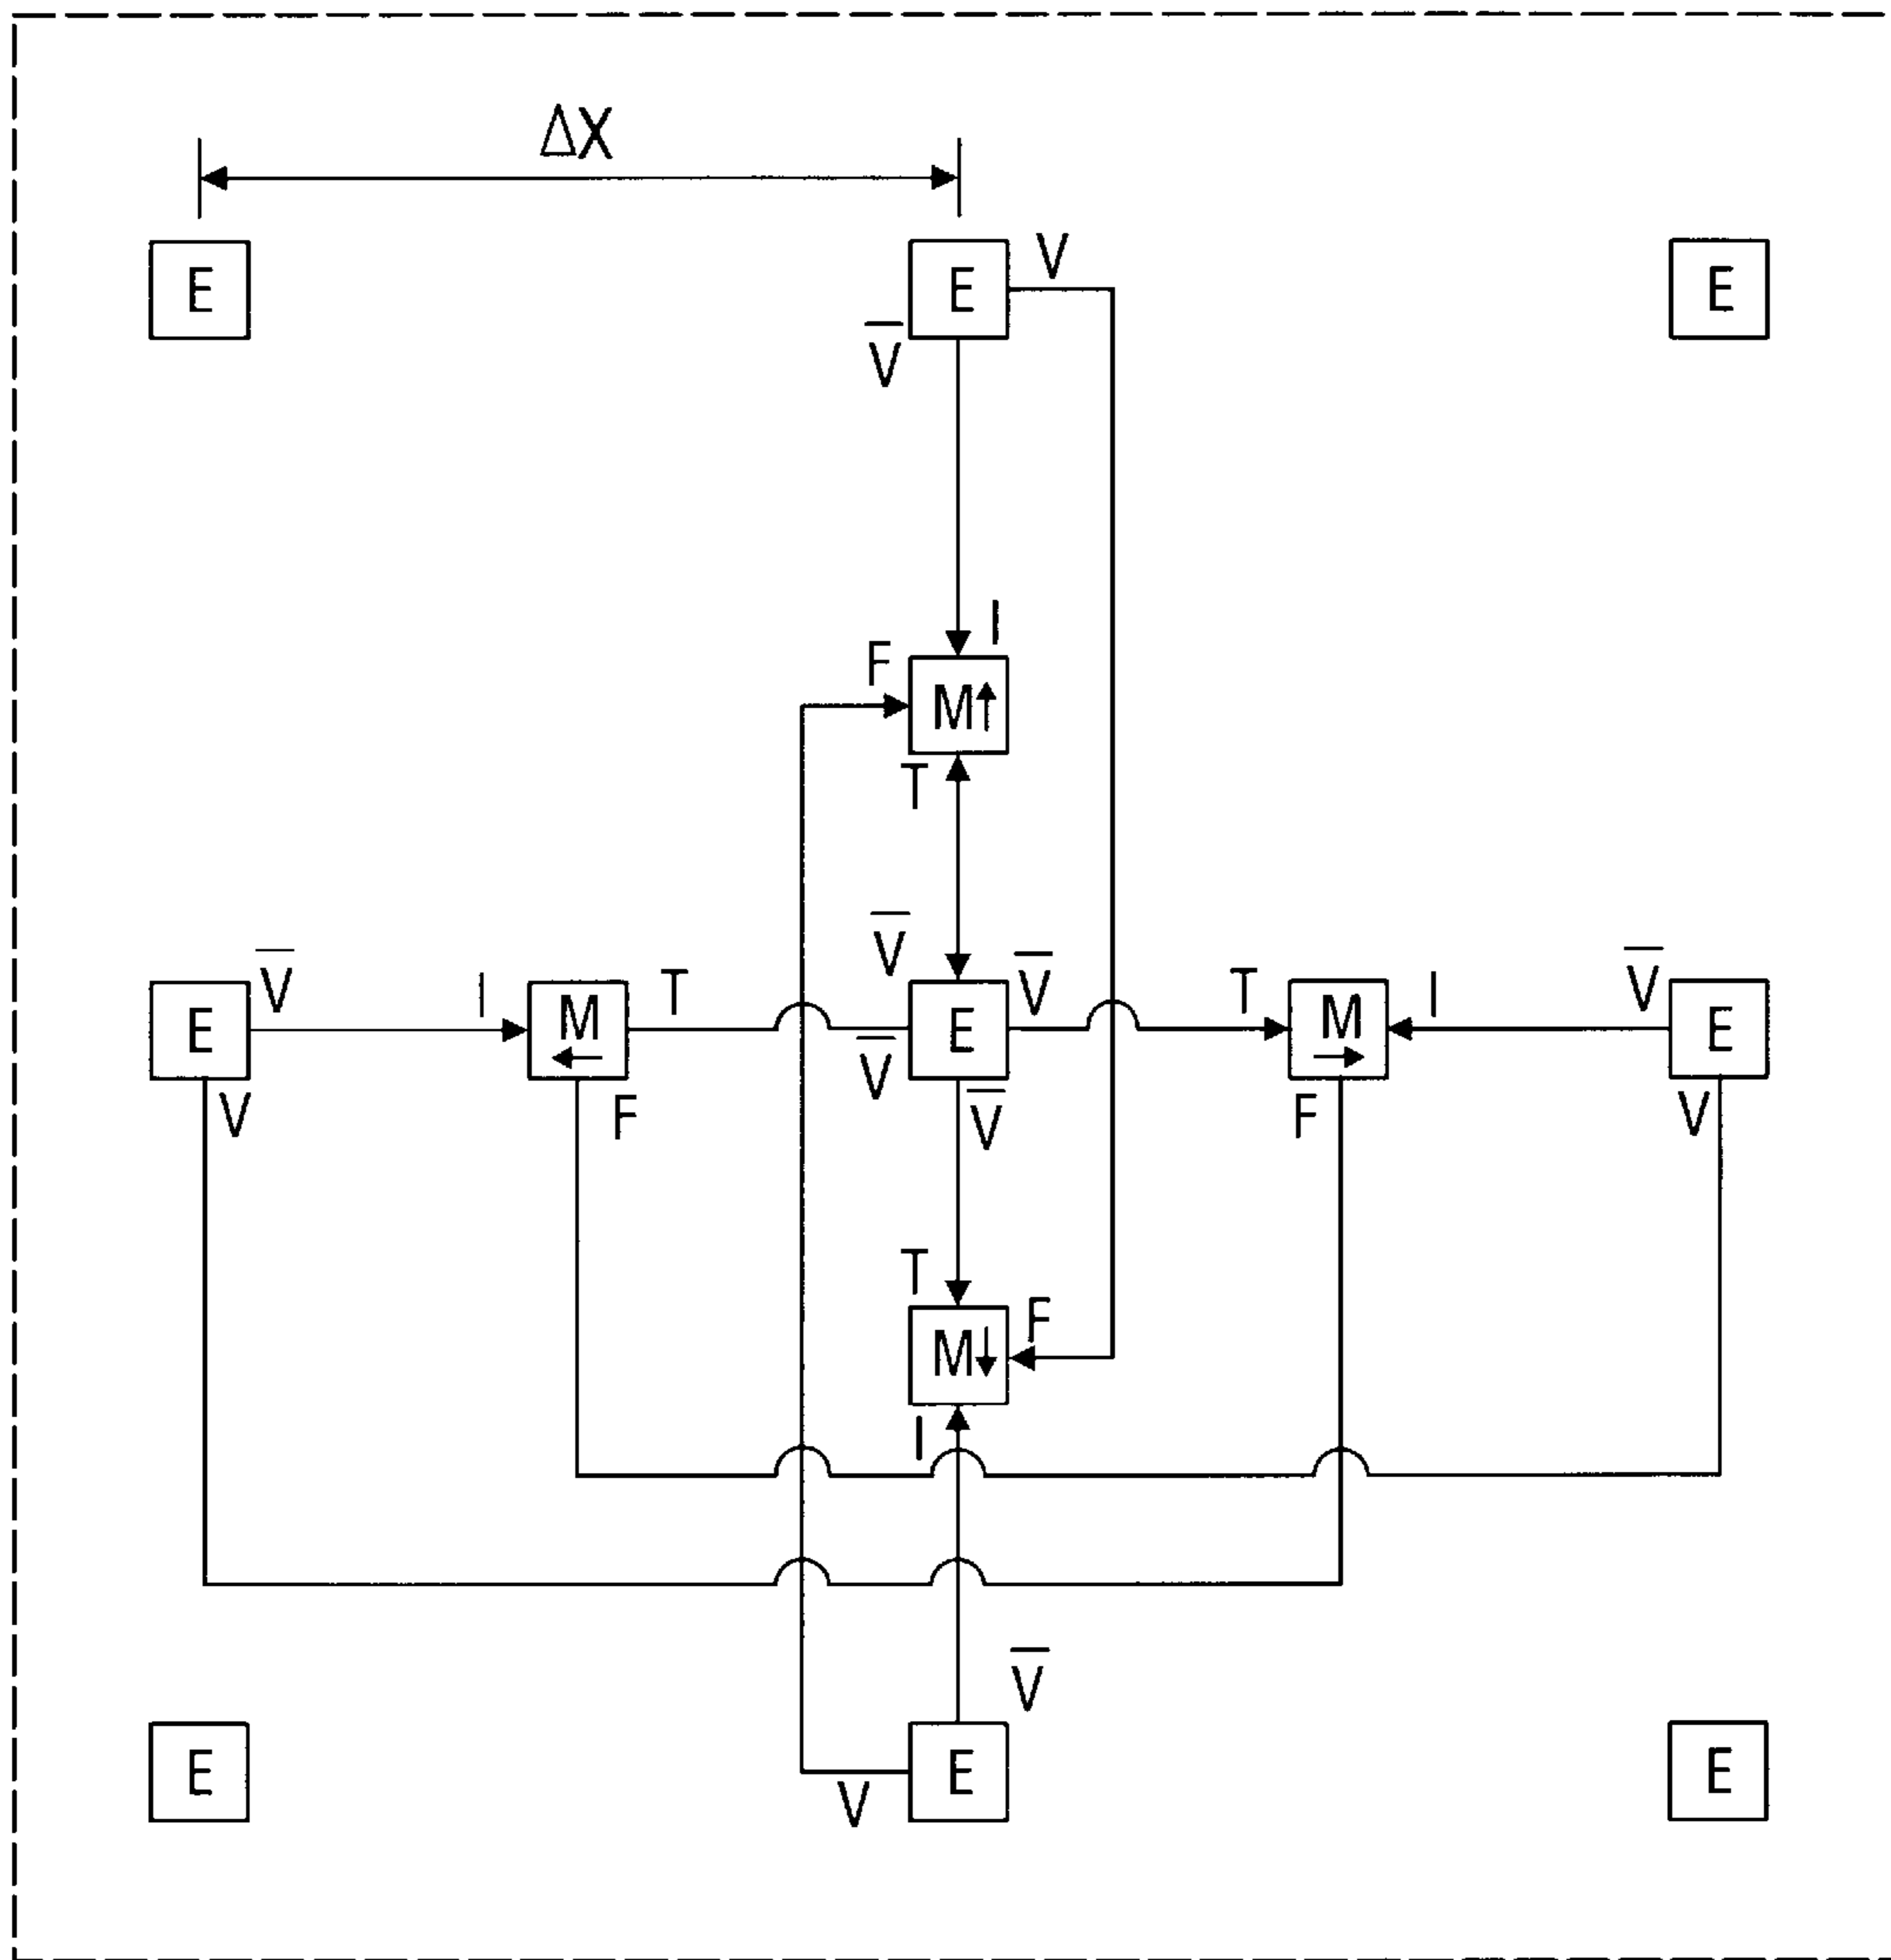 ΔX
E E V E
V̅
I
F
M↑
T
V̅ V̅
V̅ I T T I V̅
E M← E M→ E
V F V̅ V̅ F V
T
F
M↓
I
V̅
E E E
V